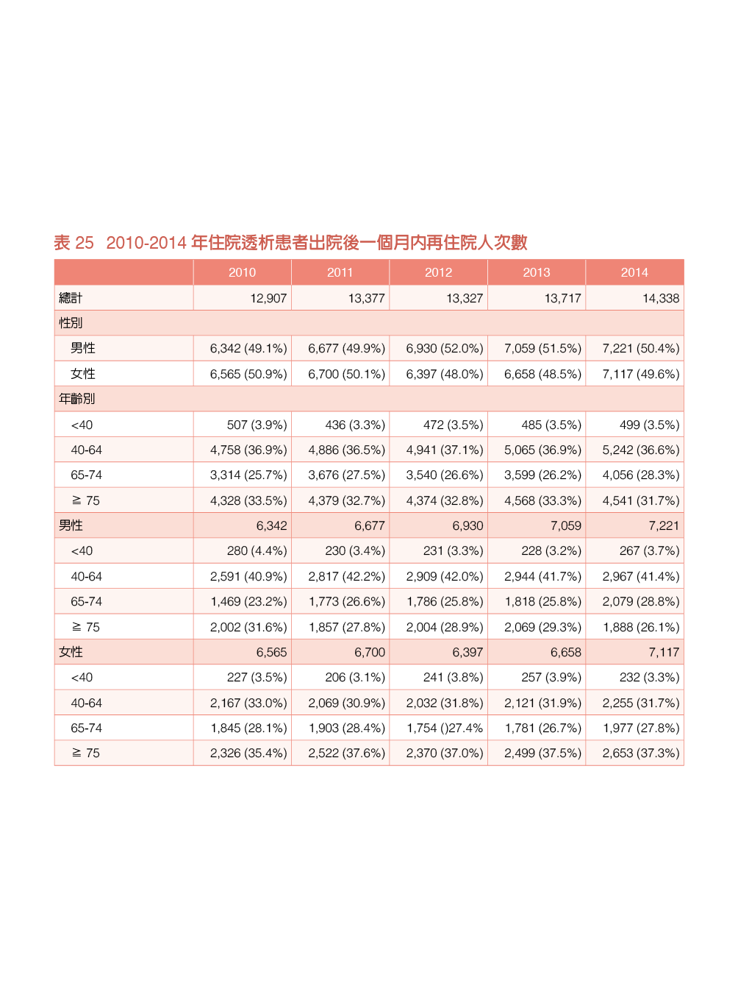 表 25 2010-2014 年住院透析患者出院後一個月內再住院人次數
2010 2011 2012 2013 2014
總計 12,907 13,377 13,327 13,717 14,338
性別
男性 6,342 (49.1%) 6,677 (49.9%) 6,930 (52.0%) 7,059 (51.5%) 7,221 (50.4%)
女性 6,565 (50.9%) 6,700 (50.1%) 6,397 (48.0%) 6,658 (48.5%) 7,117 (49.6%)
年齡別
<40 507 (3.9%) 436 (3.3%) 472 (3.5%) 485 (3.5%) 499 (3.5%)
40-64 4,758 (36.9%) 4,886 (36.5%) 4,941 (37.1%) 5,065 (36.9%) 5,242 (36.6%)
65-74 3,314 (25.7%) 3,676 (27.5%) 3,540 (26.6%) 3,599 (26.2%) 4,056 (28.3%)
≧ 75 4,328 (33.5%) 4,379 (32.7%) 4,374 (32.8%) 4,568 (33.3%) 4,541 (31.7%)
男性 6,342 6,677 6,930 7,059 7,221
<40 280 (4.4%) 230 (3.4%) 231 (3.3%) 228 (3.2%) 267 (3.7%)
40-64 2,591 (40.9%) 2,817 (42.2%) 2,909 (42.0%) 2,944 (41.7%) 2,967 (41.4%)
65-74 1,469 (23.2%) 1,773 (26.6%) 1,786 (25.8%) 1,818 (25.8%) 2,079 (28.8%)
≧ 75 2,002 (31.6%) 1,857 (27.8%) 2,004 (28.9%) 2,069 (29.3%) 1,888 (26.1%)
女性 6,565 6,700 6,397 6,658 7,117
<40 227 (3.5%) 206 (3.1%) 241 (3.8%) 257 (3.9%) 232 (3.3%)
40-64 2,167 (33.0%) 2,069 (30.9%) 2,032 (31.8%) 2,121 (31.9%) 2,255 (31.7%)
65-74 1,845 (28.1%) 1,903 (28.4%) 1,754 ()27.4% 1,781 (26.7%) 1,977 (27.8%)
≧ 75 2,326 (35.4%) 2,522 (37.6%) 2,370 (37.0%) 2,499 (37.5%) 2,653 (37.3%)